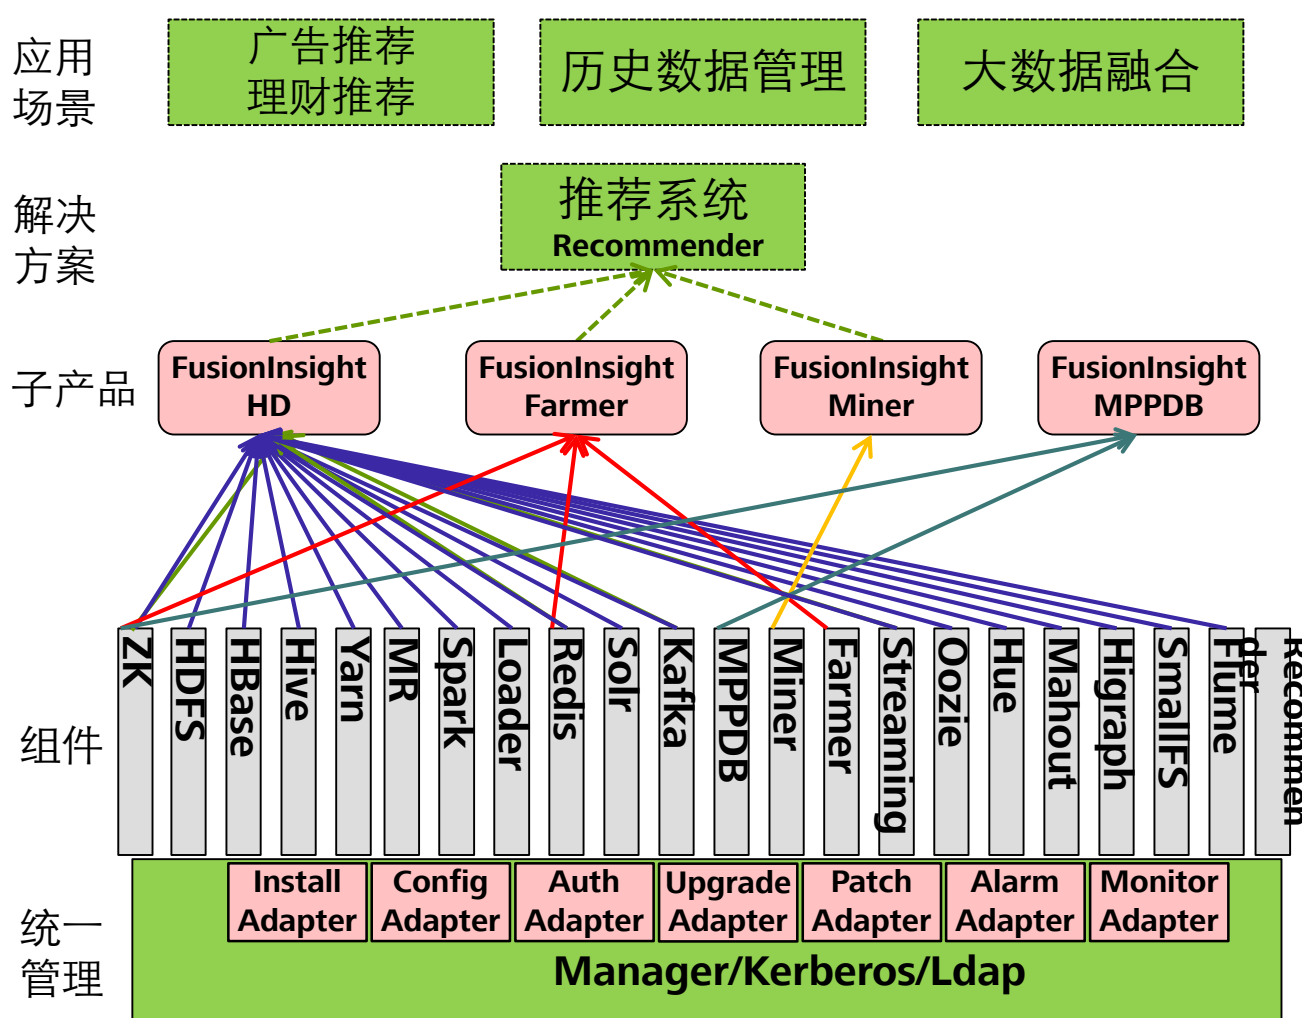 应用
场景
广告推荐
理财推荐
历史数据管理
大数据融合
解决
方案
推荐系统
Recommender
子产品
FusionInsight
HD
FusionInsight
Farmer
FusionInsight
Miner
FusionInsight
MPPDB
组件
ZK
HDFS
HBase
Hive
Yarn
MR
Spark
Loader
Redis
Solr
Kafka
MPPDB
Miner
Farmer
Streaming
Oozie
Hue
Mahout
Higraph
SmallFS
Flume
Recommen
der
统一
管理
Install
Adapter
Config
Adapter
Auth
Adapter
Upgrade
Adapter
Patch
Adapter
Alarm
Adapter
Monitor
Adapter
Manager/Kerberos/Ldap